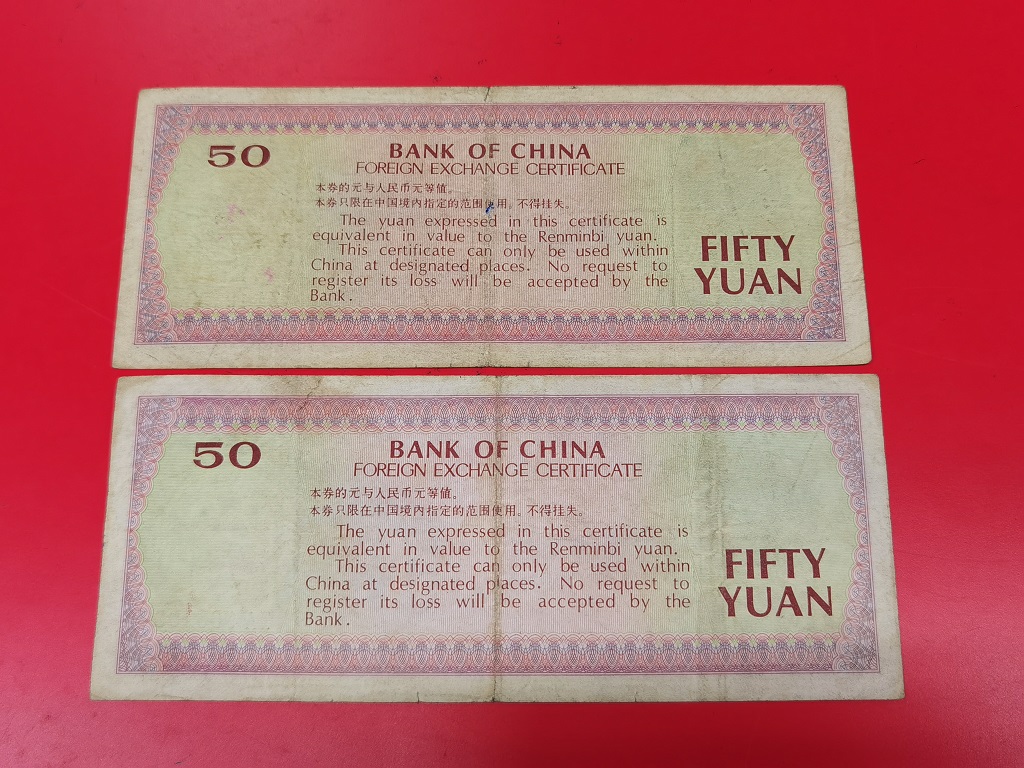 50
BANK OF CHINA
FOREIGN EXCHANGE CERTIFICATE
本券的元与人民币元等值。
本券只限在中国境内指定的范围使用。不得挂失。
The yuan expressed in this certificate is
equivalent in value to the Renminbi yuan.
This certificate can only be used within
China at designated places. No request to
register its loss will be accepted by the
Bank.
FIFTY
YUAN
50
BANK OF CHINA
FOREIGN EXCHANGE CERTIFICATE
本券的元与人民币元等值。
本券只限在中国境内指定的范围使用。不得挂失。
The yuan expressed in this certificate is
equivalent in value to the Renminbi yuan.
This certificate can only be used within
China at designated places. No request to
register its loss will be accepted by the
Bank.
FIFTY
YUAN